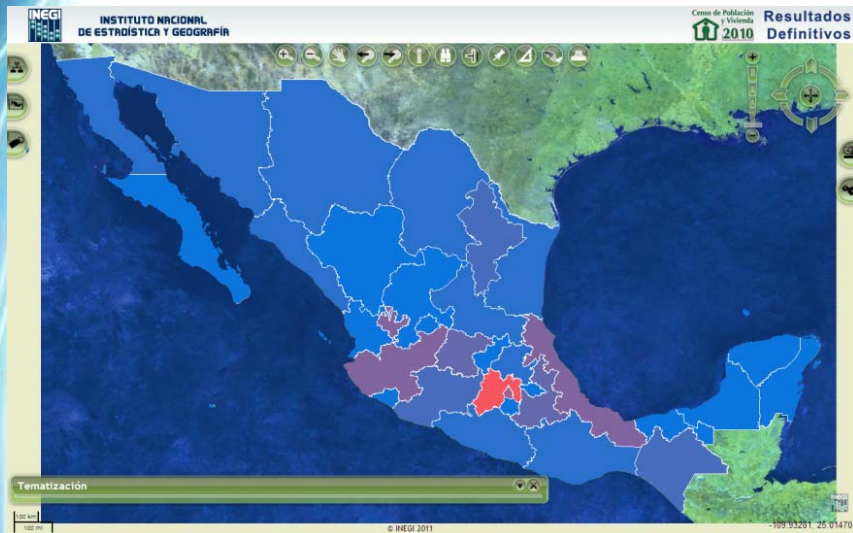 INEGI
INSTITUTO NACIONAL
DE ESTADÍSTICA Y GEOGRAFÍA
Censo de Población
y Vivienda
2010
Resultados
Definitivos
Tematización
100 km
100 mi
© INEGI 2011
-109.93281, 25.01470